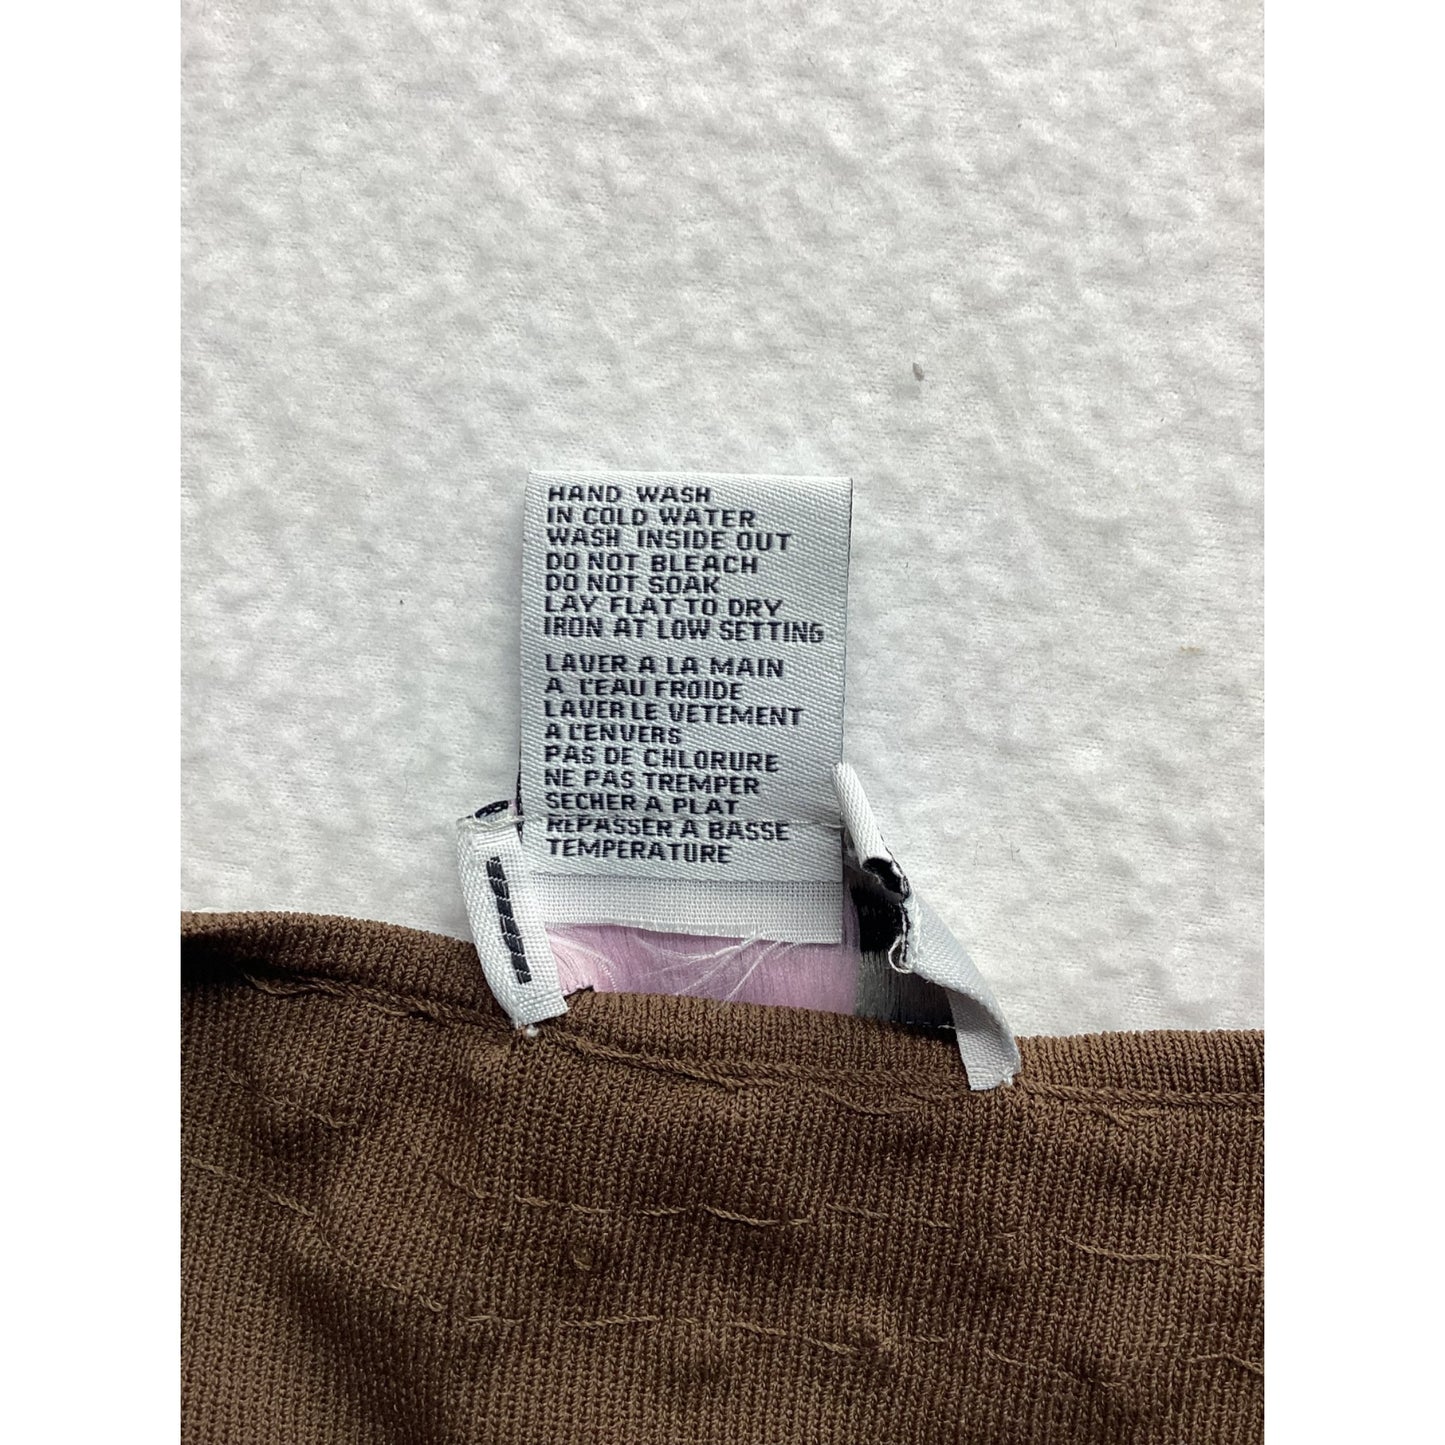 HAND WASH
IN COLD WATER
WASH INSIDE OUT
DO NOT BLEACH
DO NOT SOAK
LAY FLAT TO DRY
IRON AT LOW SETTING
LAVER A LA MAIN
A L'EAU FROIDE
LAVER LE VETEMENT
A L'ENVERS
PAS DE CHLORURE
NE PAS TREMPER
SECHER A PLAT
REPASSER A BASSE
TEMPERATURE